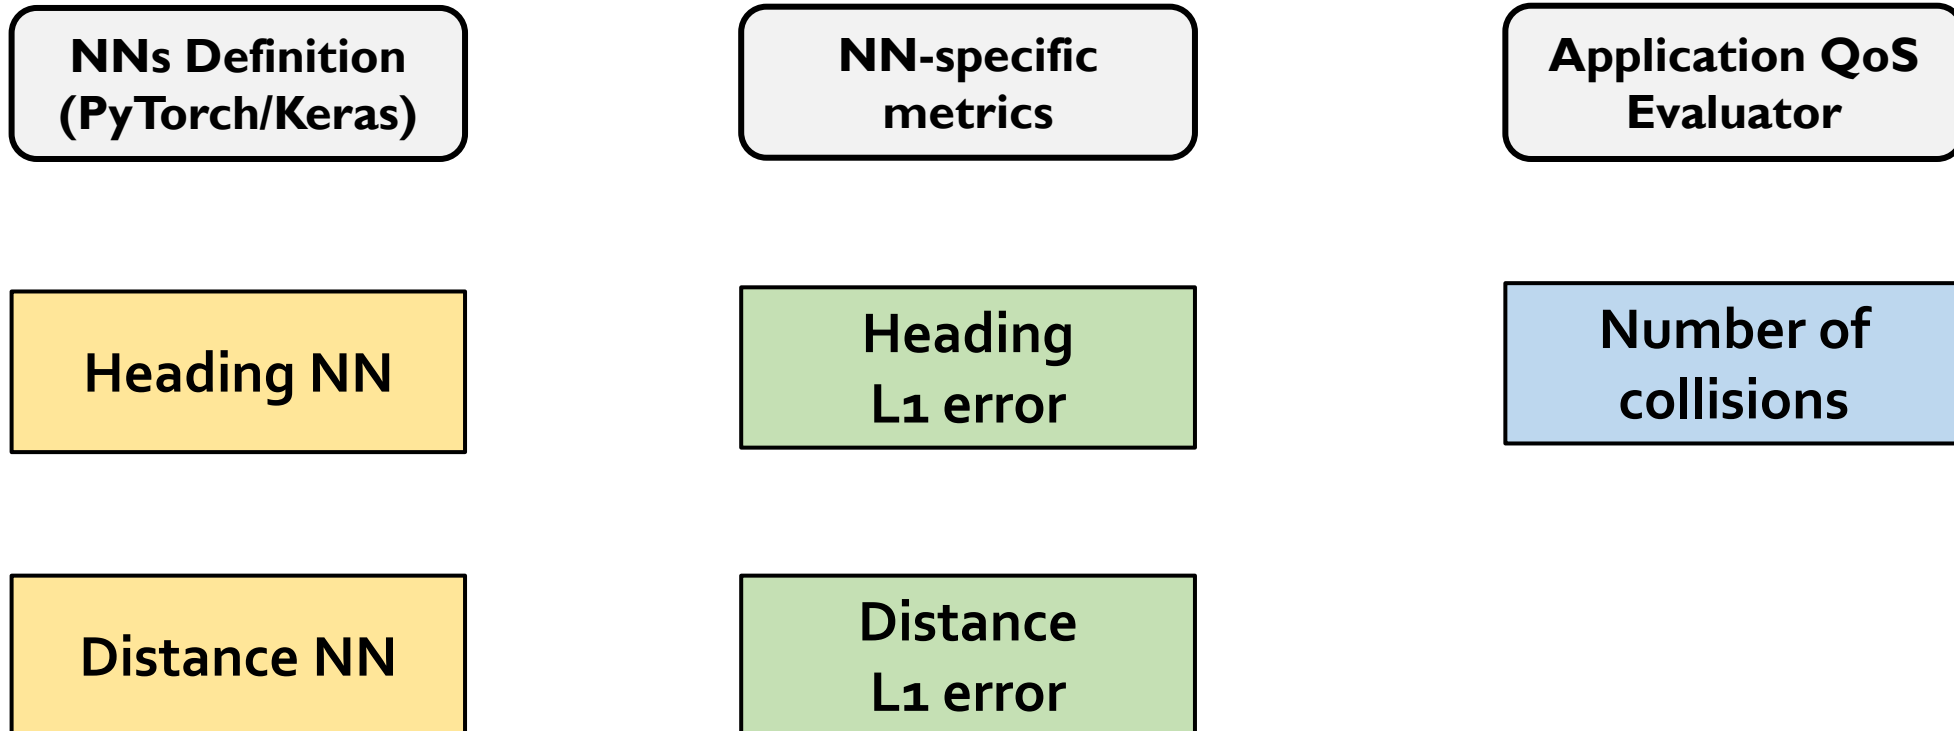 NNs Definition
(PyTorch/Keras)
NN-specific
metrics
Application QoS
Evaluator
Heading NN
Heading
L1 error
Number of
collisions
Distance NN
Distance
L1 error